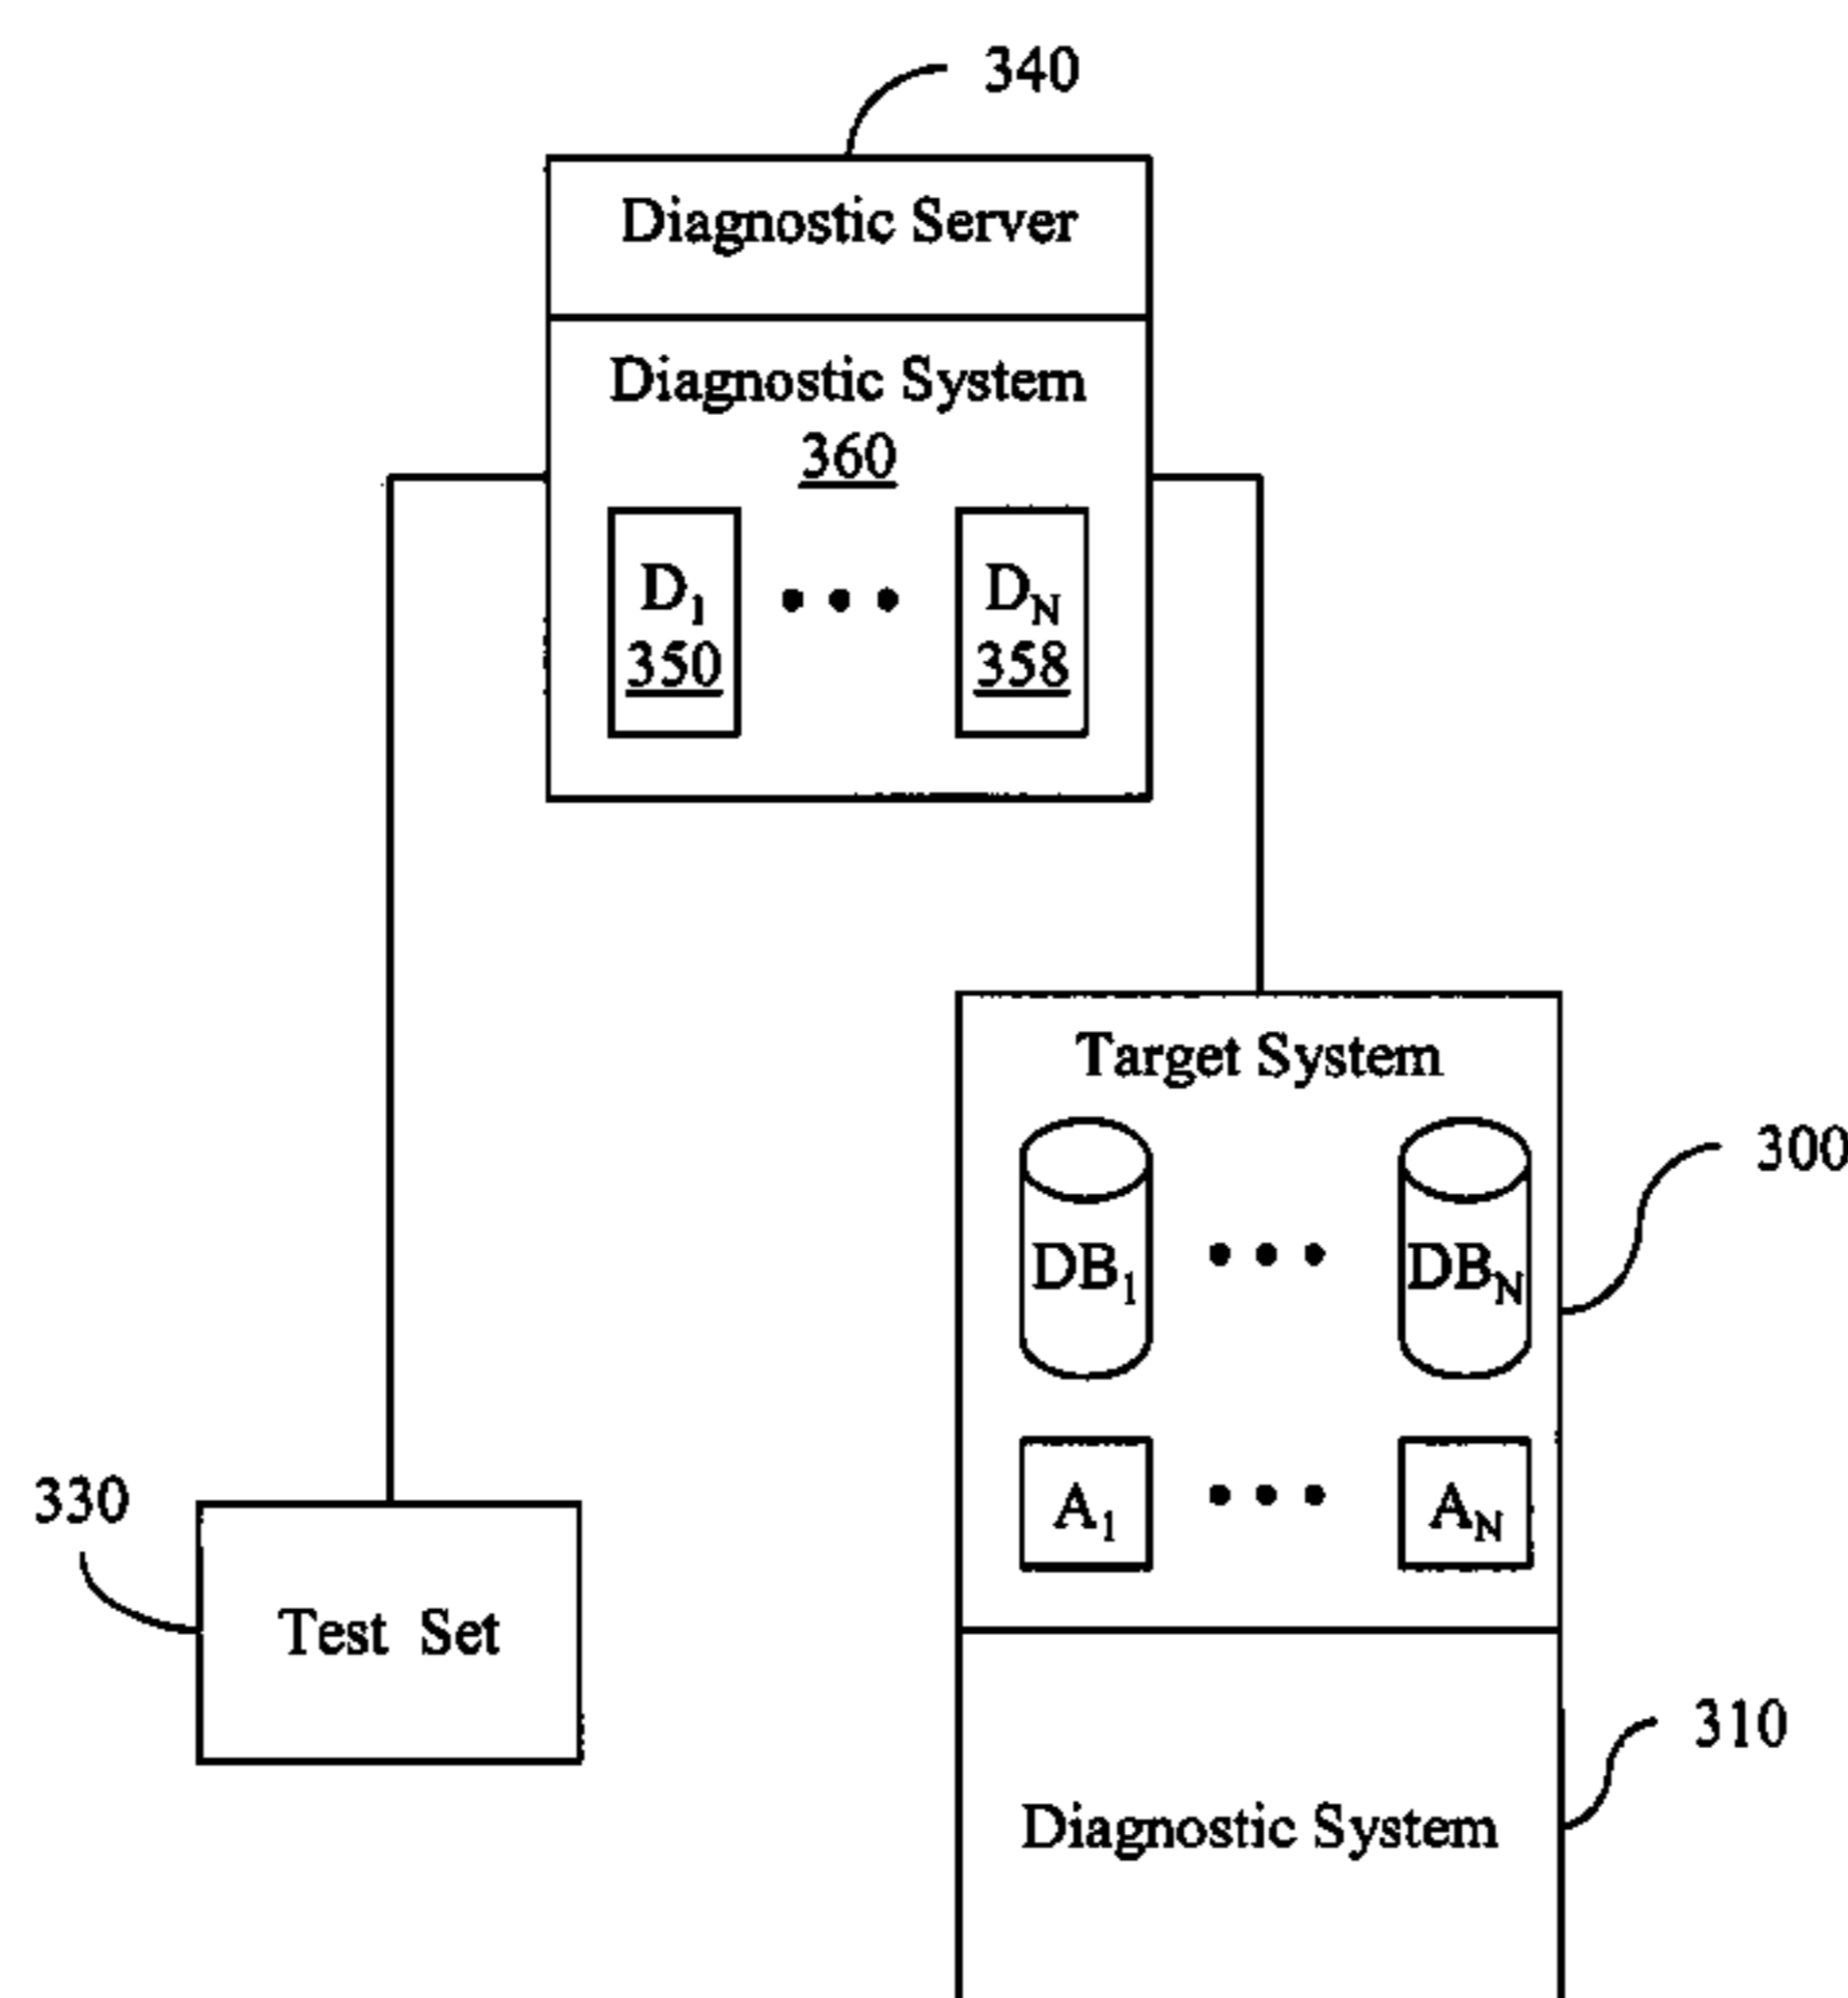 340
Diagnostic Server
Diagnostic System
360
D1 ••• DN
350 358
Target System
300
DB1 ••• DBN
A1 ••• AN
330
Test Set
310
Diagnostic System